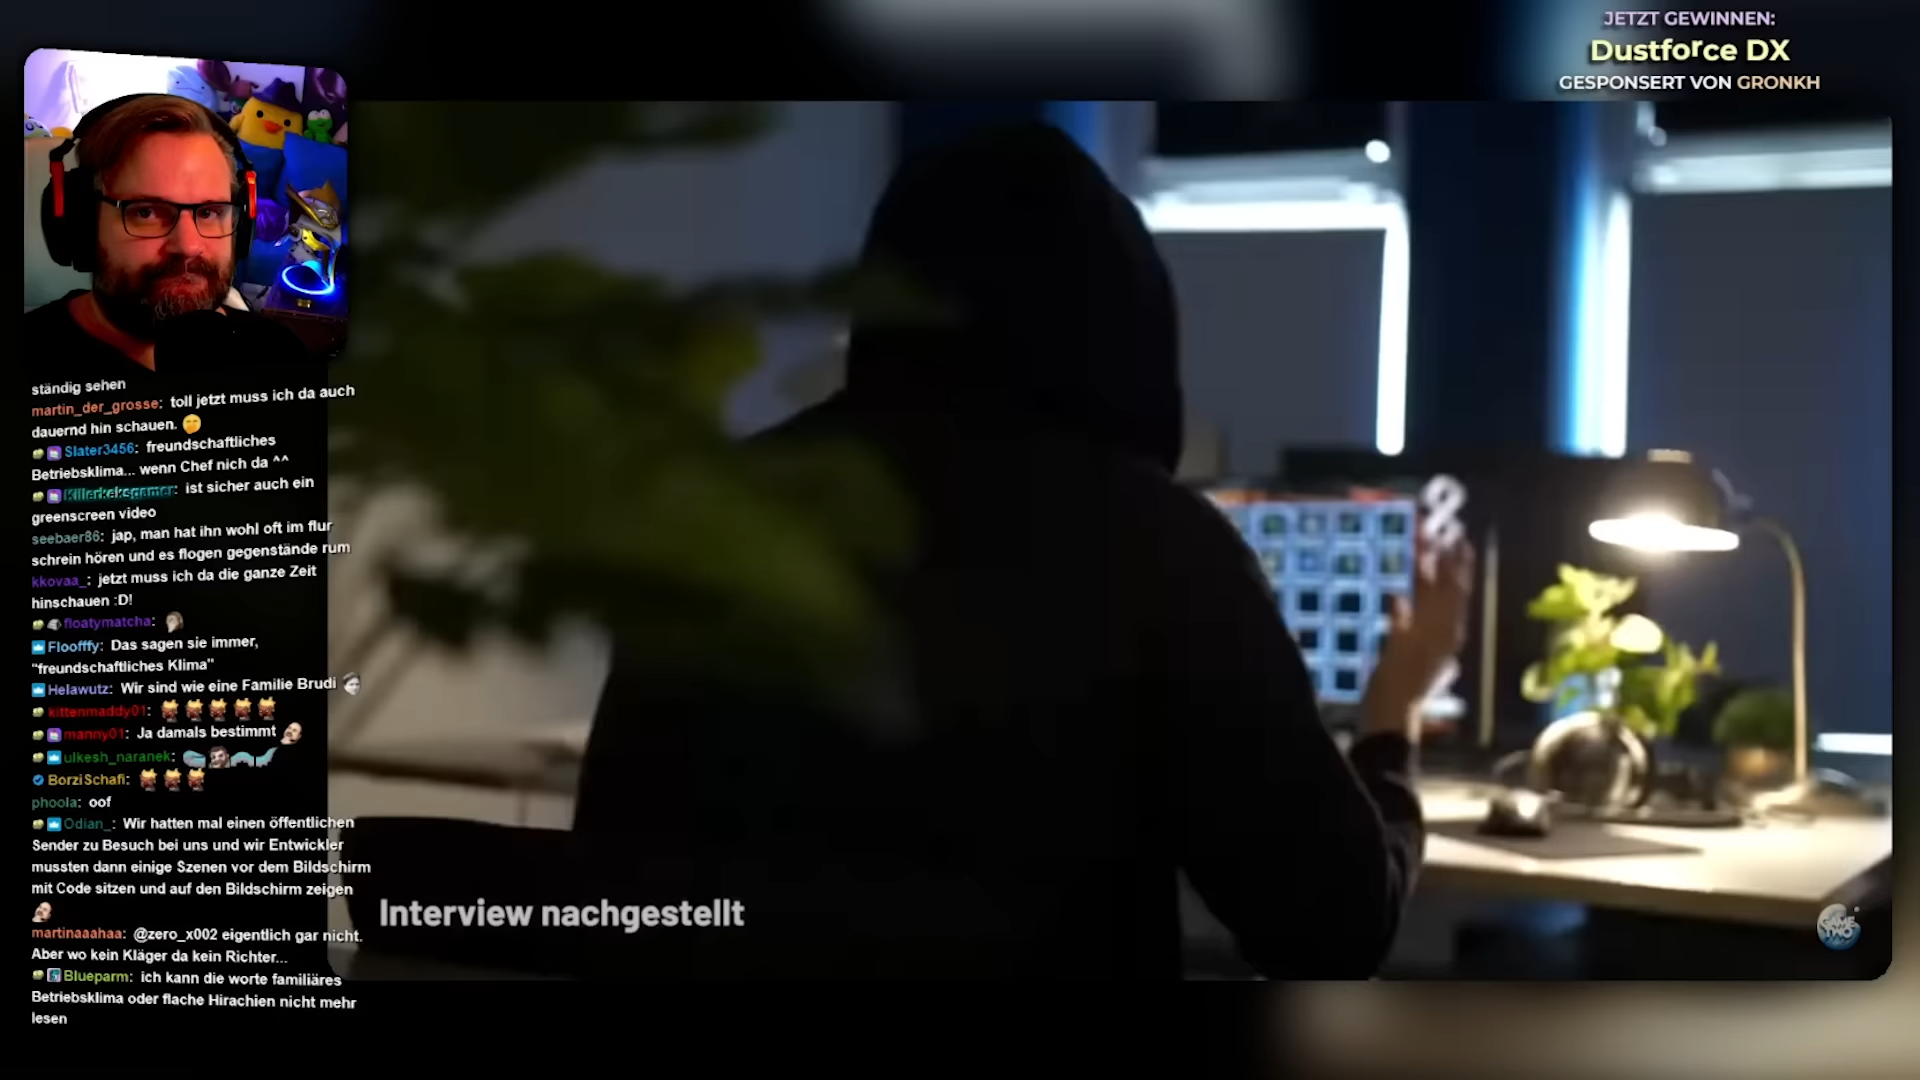 JETZT GEWINNEN:
Dustforce DX
GESPONSERT VON GRONKH
ständig sehen
martin_der_grosse: toll jetzt muss ich da auch
dauernd hin schauen.
Slater3456: freundschaftliches
Betriebsklima... wenn Chef nich da ^^
Killerkeksgamer: ist sicher auch ein
greenscreen video
seebaer86: jap, man hat ihn wohl oft im flur
schrein hören und es flogen gegenstände rum
kkovaa_: jetzt muss ich da die ganze Zeit
hinschauen :D!
floatymatcha:
Floofffy: Das sagen sie immer,
"freundschaftliches Klima"
Helawutz: Wir sind wie eine Familie Brudi
kittenmaddy01:
manny01: Ja damals bestimmt
ulkesh_naranek:
BorziSchafi:
phoola: oof
Odian_: Wir hatten mal einen öffentlichen
Sender zu Besuch bei uns und wir Entwickler
mussten dann einige Szenen vor dem Bildschirm
mit Code sitzen und auf den Bildschirm zeigen
martinaaahaa: @zero_x002 eigentlich gar nicht.
Aber wo kein Kläger da kein Richter...
Blueparm: ich kann die worte familiäres
Betriebsklima oder flache Hirachien nicht mehr
lesen
Interview nachgestellt
GAME
TWO